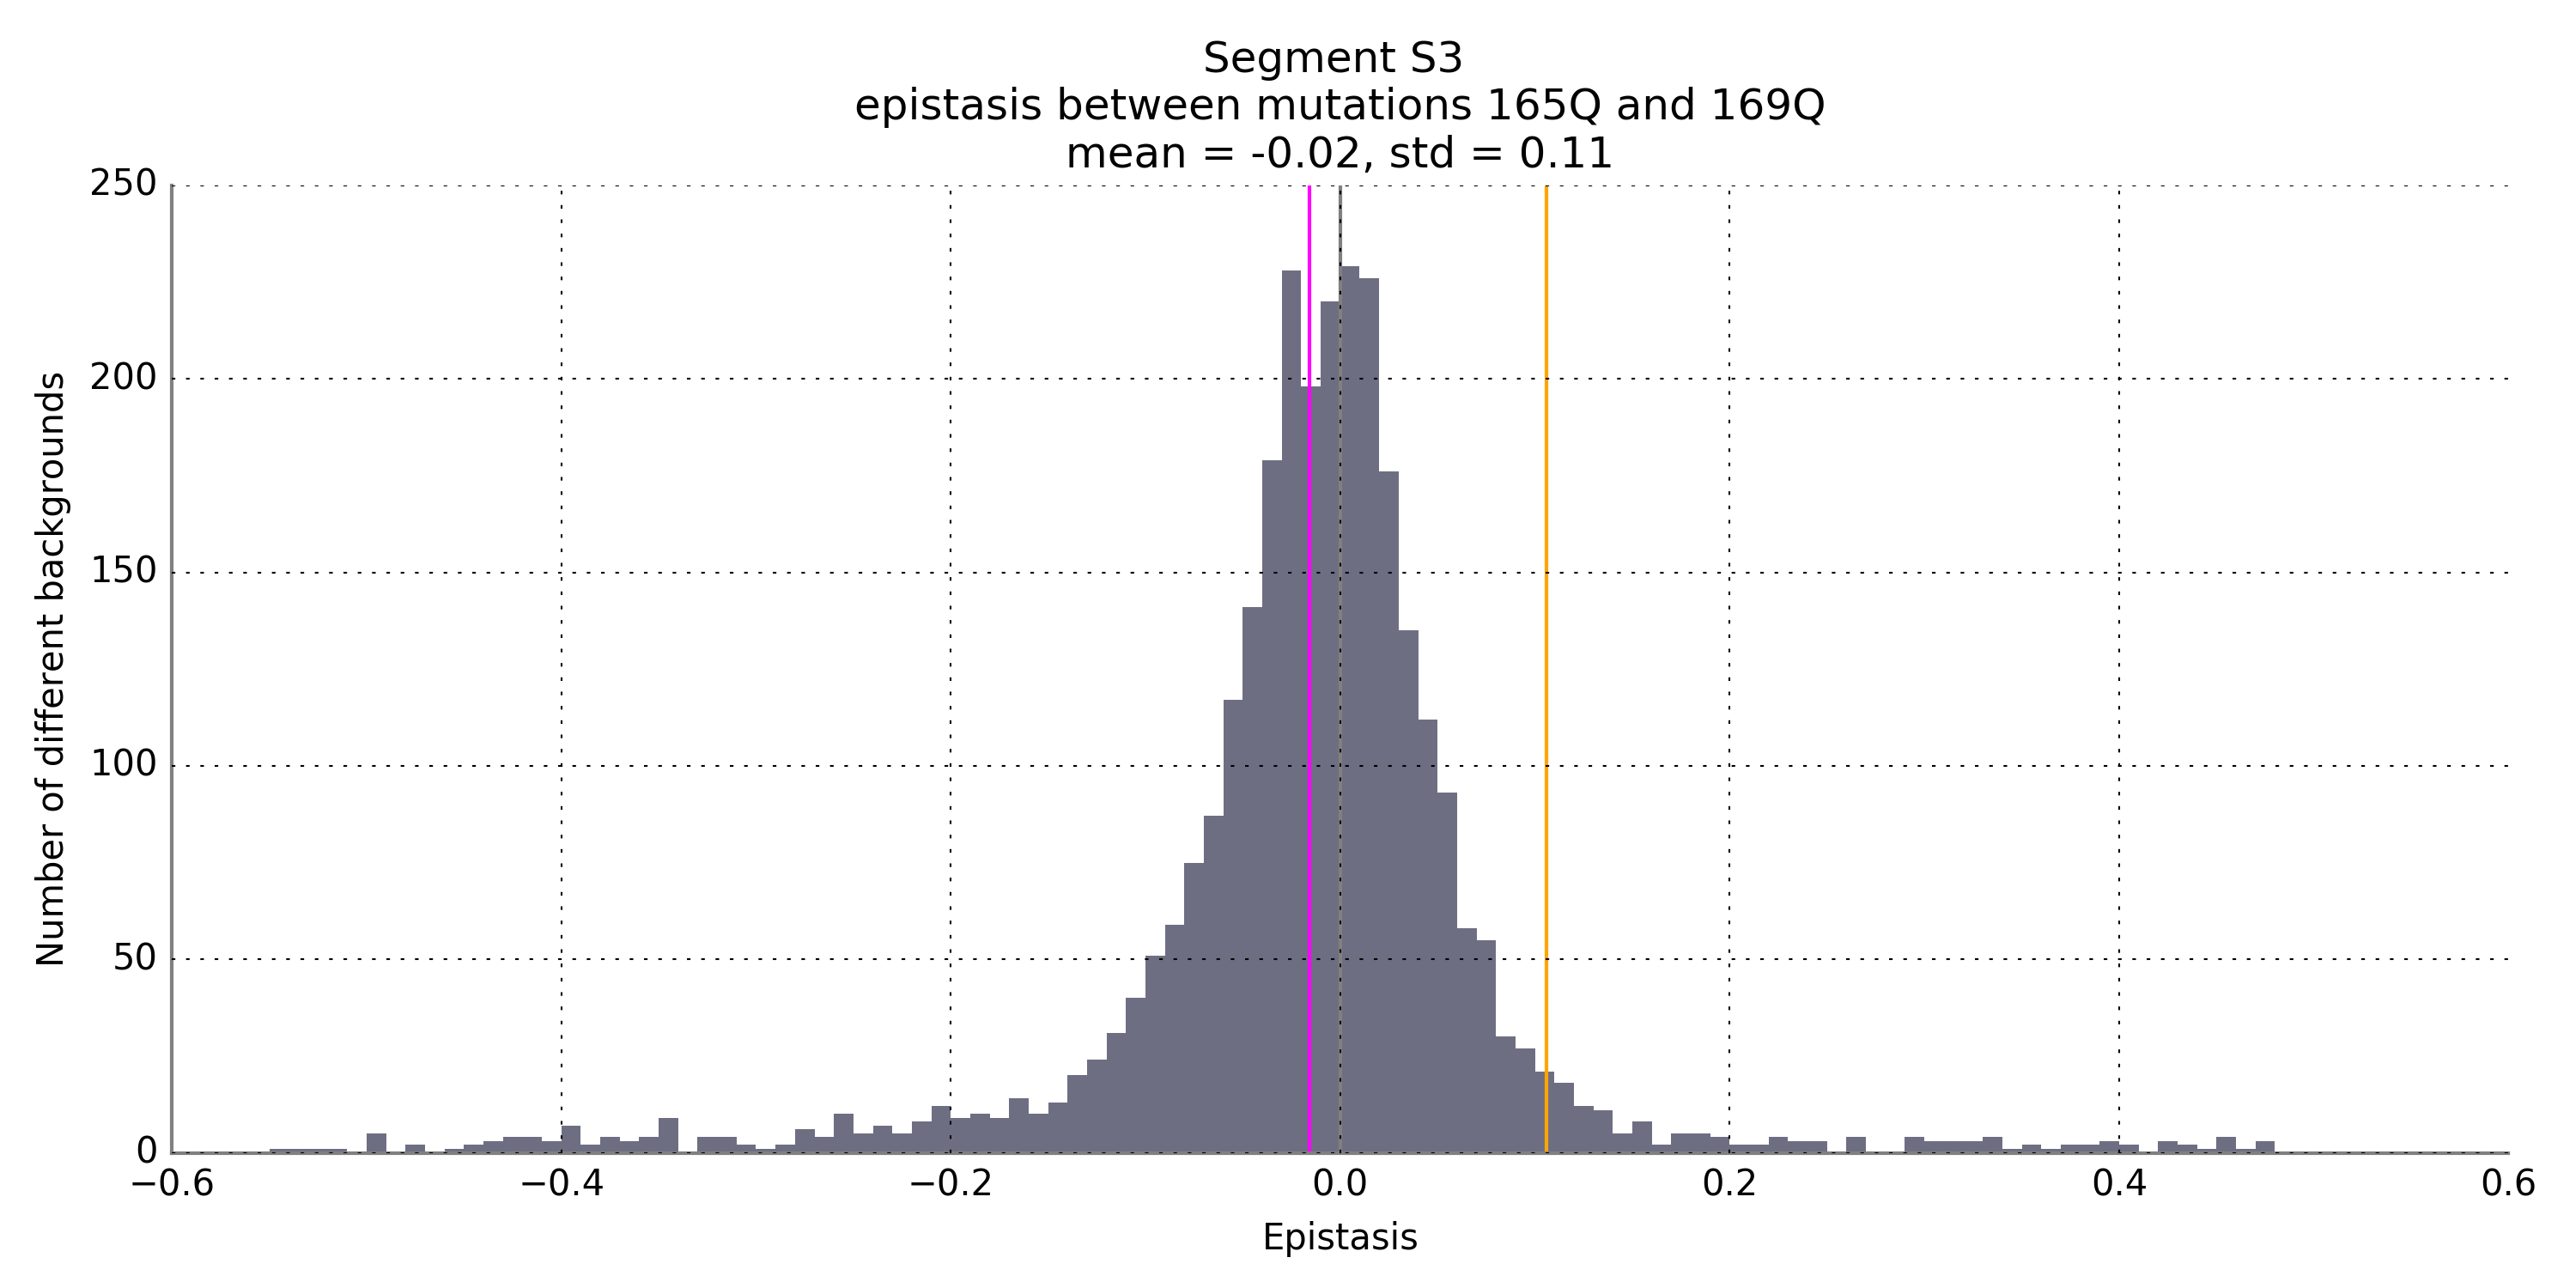 Segment S3
epistasis between mutations 165Q and 169Q
mean = -0.02, std = 0.11
250
200
150
100
50
0
Number of different backgrounds
−0.6 −0.4 −0.2 0.0 0.2 0.4 0.6
Epistasis